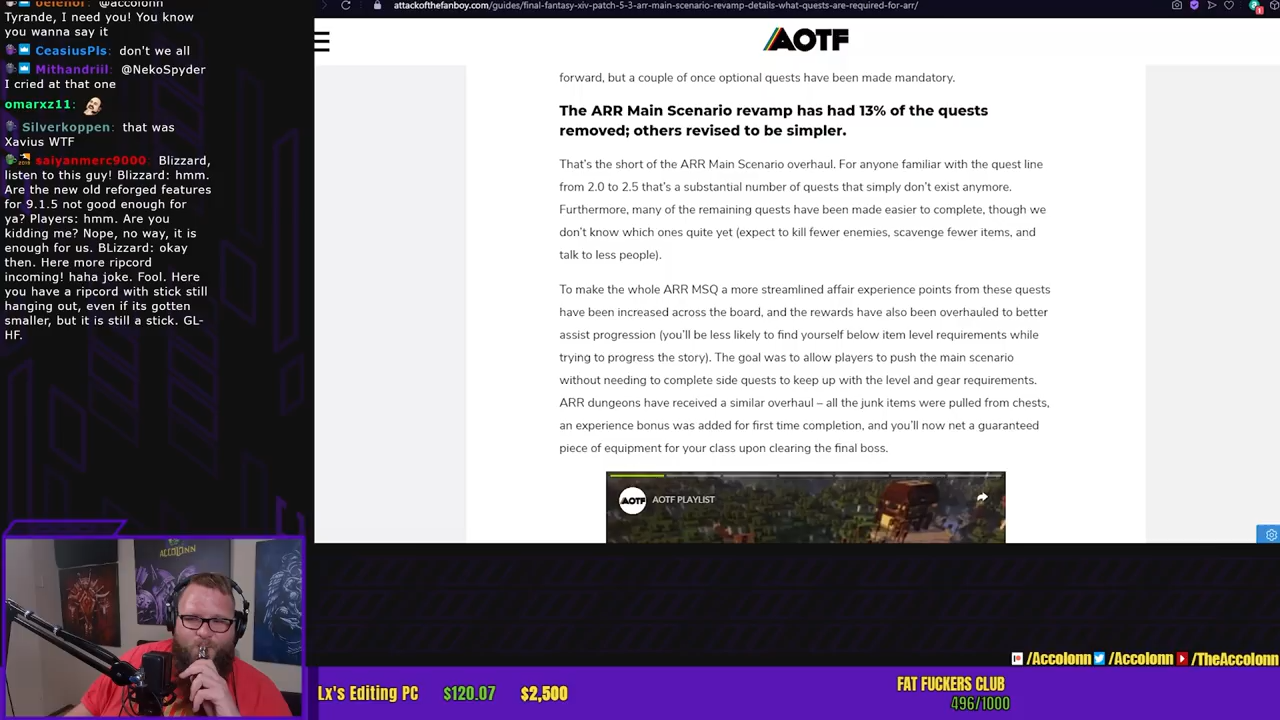 uelenor: @accolonn
Tyrande, I need you! You know
you wanna say it
CeasiusPls: don't we all
Mithandriil: @NekoSpyder
I cried at that one
omarxz11:
Silverkoppen: that was
Xavius WTF
saiyanmerc9000: Blizzard,
listen to this guy! Blizzard: hmm.
Are the new old reforged features
for 9.1.5 not good enough for
ya? Players: hmm. Are you
kidding me? Nope, no way, it is
enough for us. BLizzard: okay
then. Here more ripcord
incoming! haha joke. Fool. Here
you have a ripcord with stick still
hanging out, even if its gotten
smaller, but it is still a stick. GL-
HF.
attackofthefanboy.com/guides/final-fantasy-xiv-patch-5-3-arr-main-scenario-revamp-details-what-quests-are-required-for-arr/
AOTF
forward, but a couple of once optional quests have been made mandatory.
The ARR Main Scenario revamp has had 13% of the quests
removed; others revised to be simpler.
That's the short of the ARR Main Scenario overhaul. For anyone familiar with the quest line
from 2.0 to 2.5 that's a substantial number of quests that simply don't exist anymore.
Furthermore, many of the remaining quests have been made easier to complete, though we
don't know which ones quite yet (expect to kill fewer enemies, scavenge fewer items, and
talk to less people).
To make the whole ARR MSQ a more streamlined affair experience points from these quests
have been increased across the board, and the rewards have also been overhauled to better
assist progression (you'll be less likely to find yourself below item level requirements while
trying to progress the story). The goal was to allow players to push the main scenario
without needing to complete side quests to keep up with the level and gear requirements.
ARR dungeons have received a similar overhaul – all the junk items were pulled from chests,
an experience bonus was added for first time completion, and you'll now net a guaranteed
piece of equipment for your class upon clearing the final boss.
AOTF AOTF PLAYLIST
ACCOLONN
/Accolonn /Accolonn /TheAccolonn
Lx's Editing PC $120.07 $2,500
FAT FUCKERS CLUB
496/1000